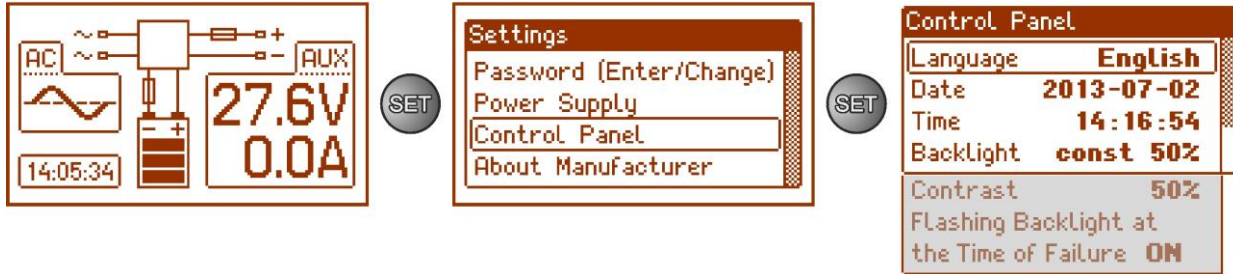 AC
AUX
27.6V
0.0A
14:05:34
SET
Settings
Password (Enter/Change)
Power Supply
Control Panel
About Manufacturer
SET
Control Panel
Language English
Date 2013-07-02
Time 14:16:54
Backlight const 50%
Contrast 50%
Flashing Backlight at
the Time of Failure ON